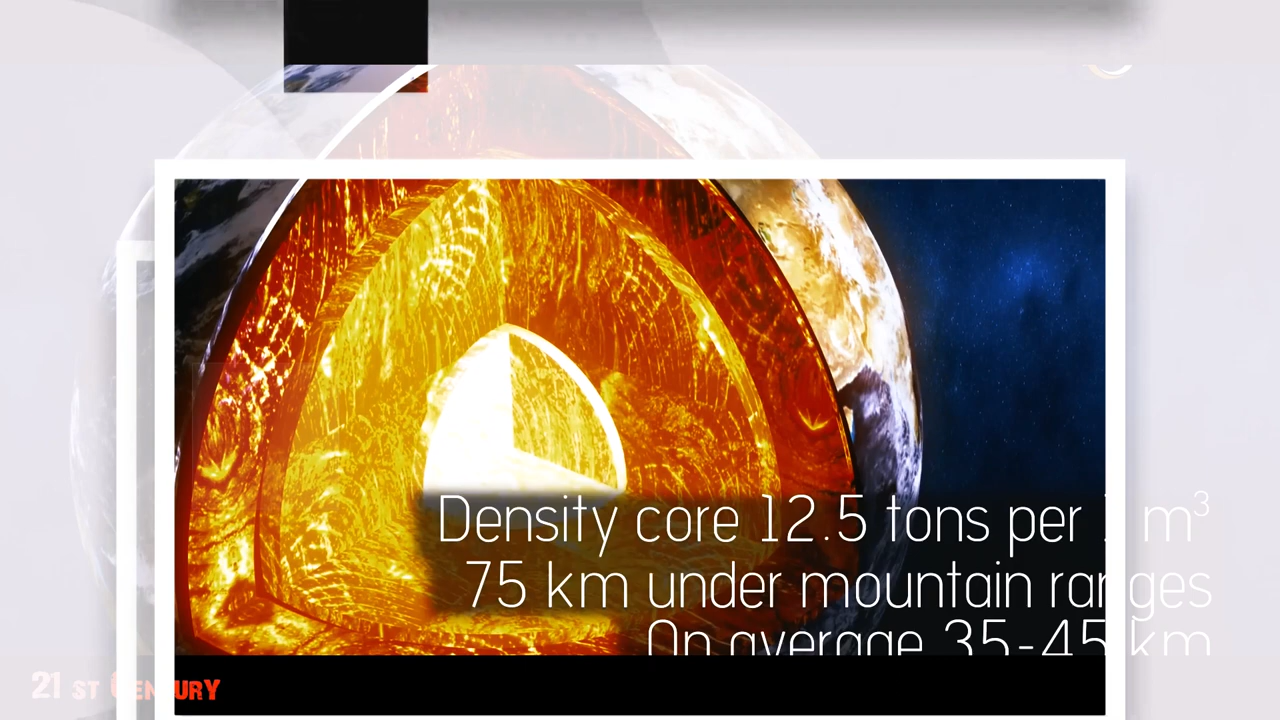 Density core 12.5 tons per 1 m³
75 km under mountain ranges
On average 35-45 km
21 ST CENTURY